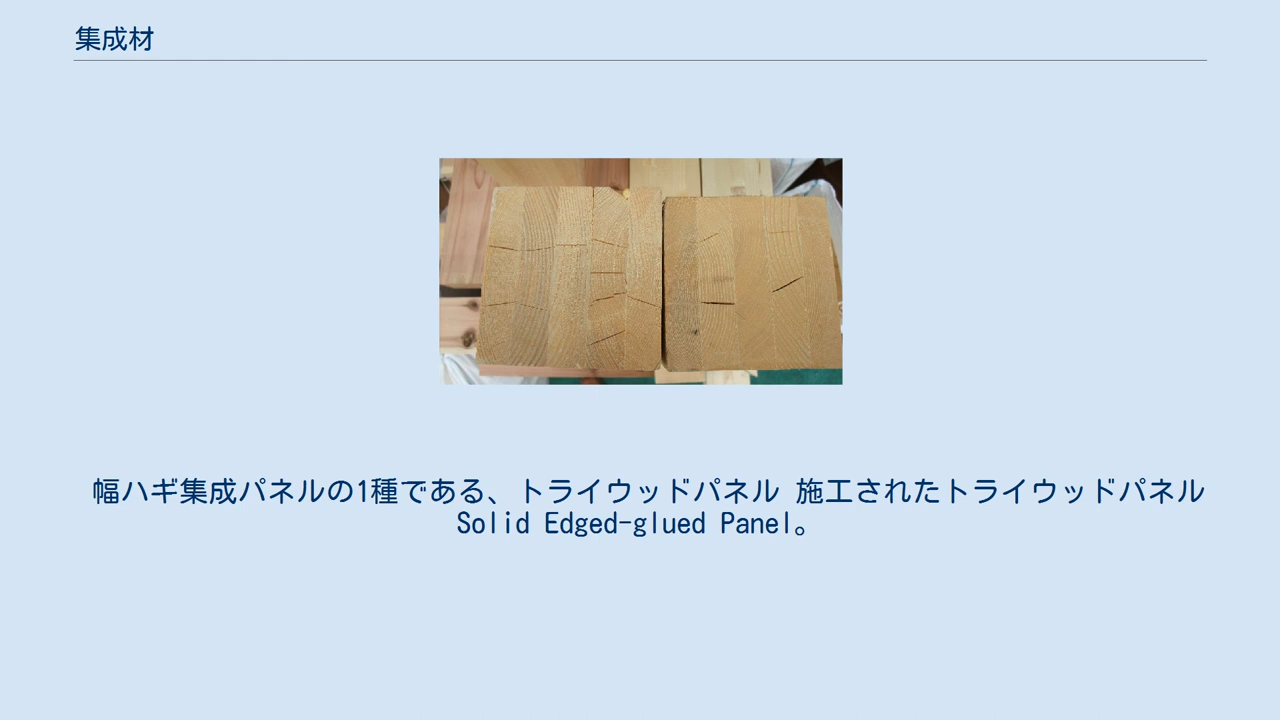 集成材
幅ハギ集成パネルの1種である、トライウッドパネル 施工されたトライウッドパネル
Solid Edged-glued Panel。